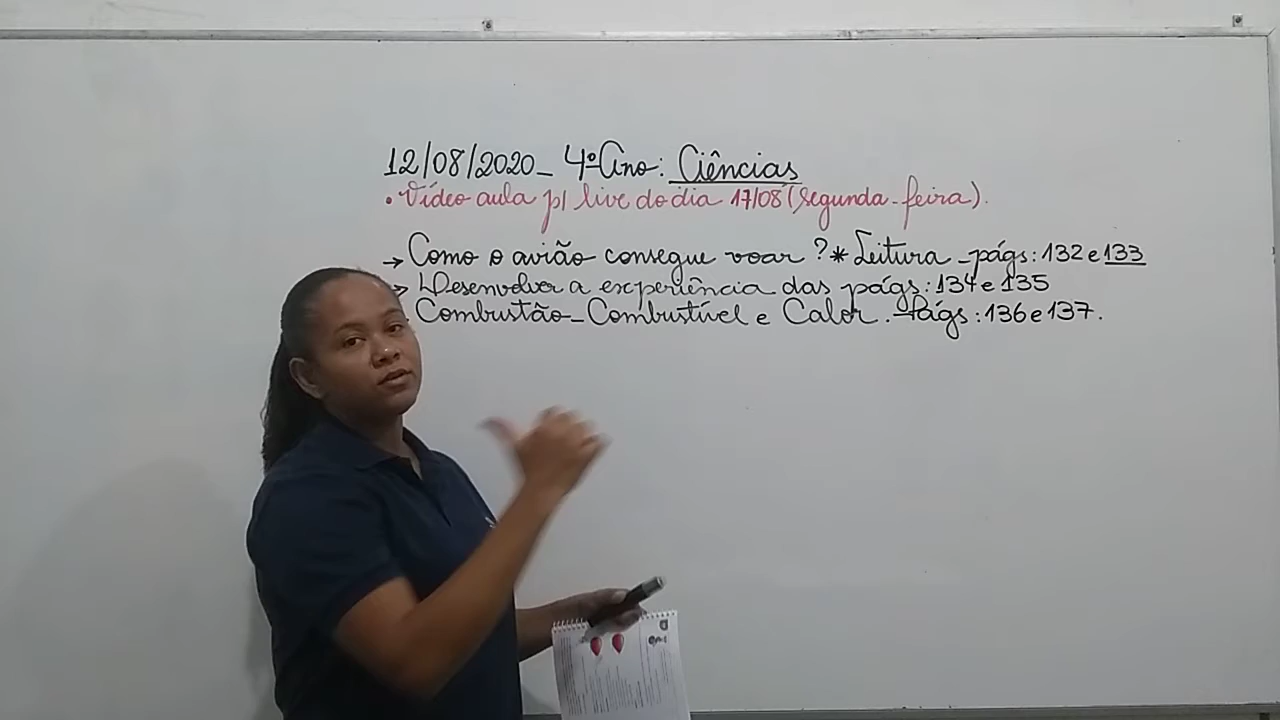 12/08/2020_ 4º Ano: Ciências
• Vídeo aula p/ live do dia 17/08 (segunda-feira).
→ Como o avião consegue voar? * Leitura - págs: 132 e 133
→ Desenvolver a experiência das págs: 134 e 135
Combustão - Combustível e Calor. - Págs: 136 e 137.